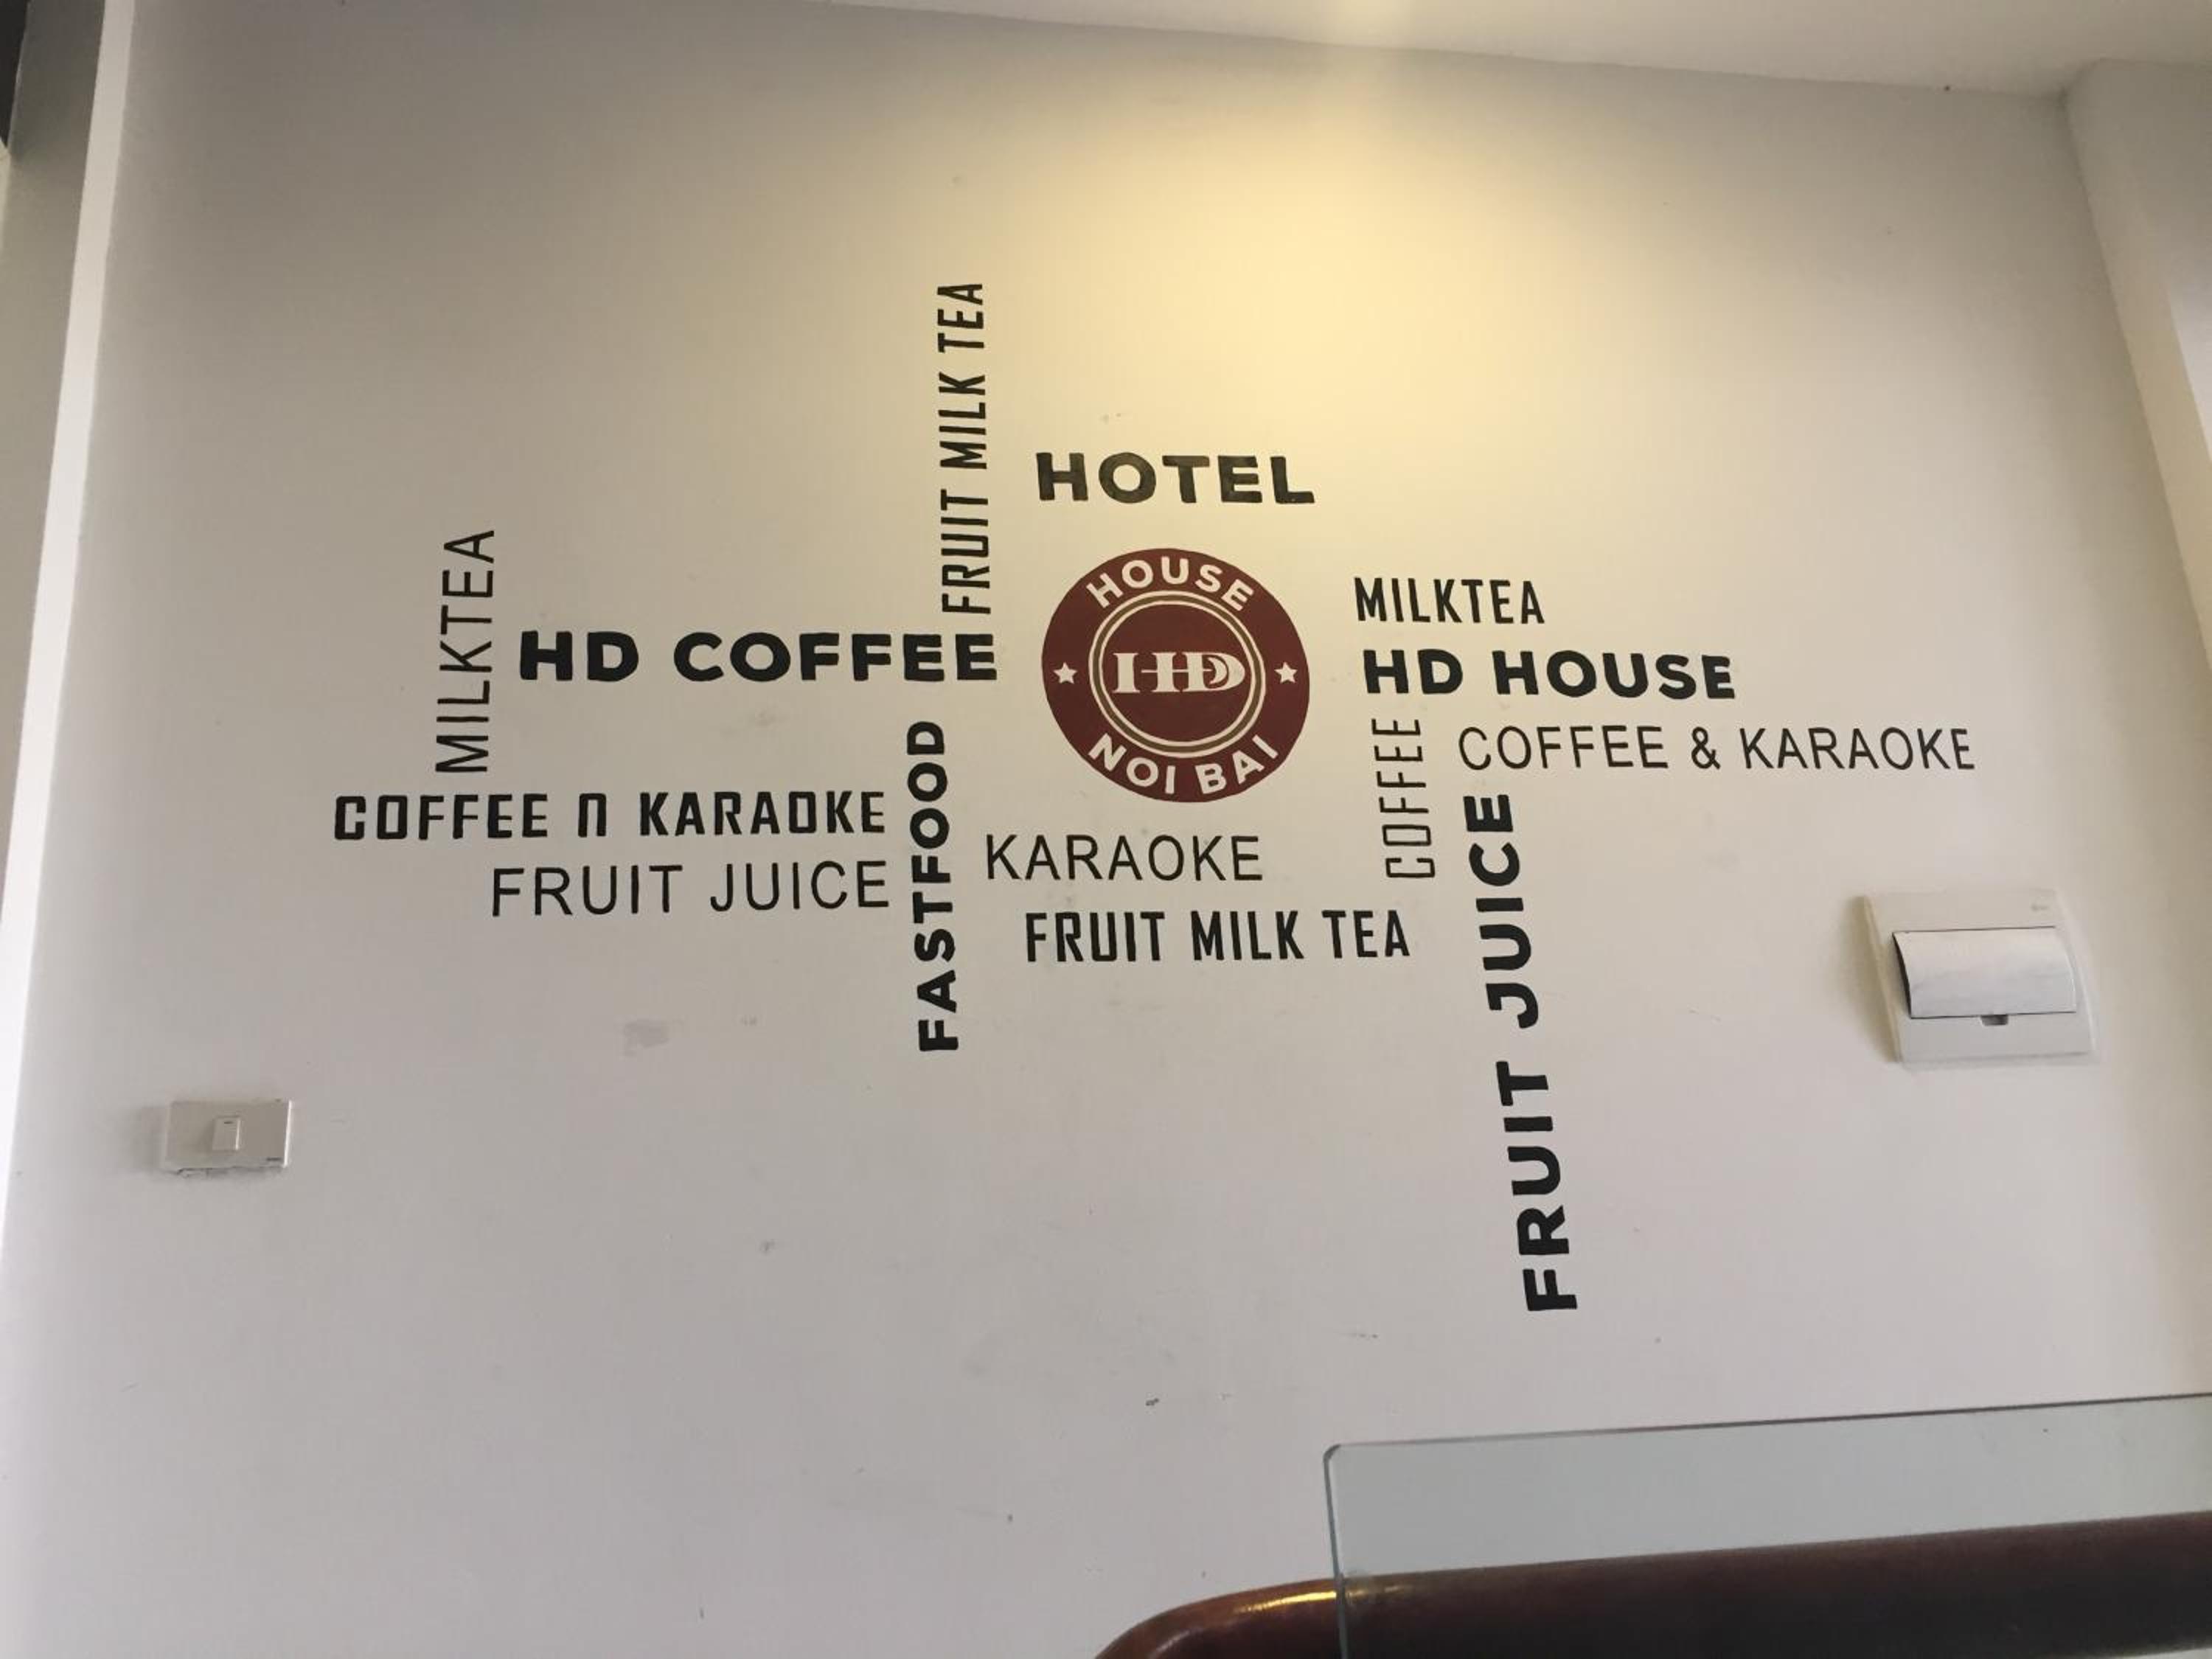 FRUIT MILK TEA
HOTEL
MILKTEA
HD COFFEE
HOUSE
HD
NOI BAI
MILKTEA
HD HOUSE
COFFEE
COFFEE & KARAOKE
COFFEE N KARAOKE
FRUIT JUICE
FASTFOOD
KARAOKE
FRUIT MILK TEA
FRUIT JUICE